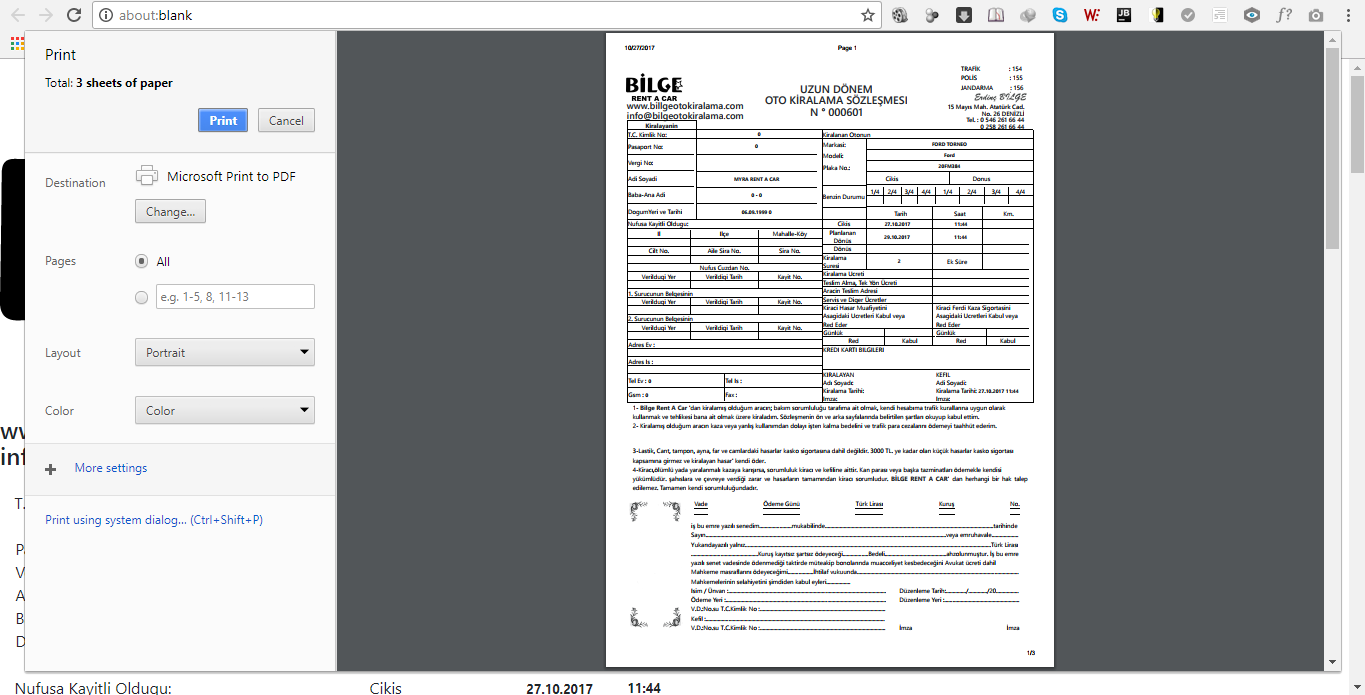 about:blank
Print
Total: 3 sheets of paper
Print
Cancel
Destination
Microsoft Print to PDF
Change...
Pages
All
e.g. 1-5, 8, 11-13
Layout
Portrait
Color
Color
More settings
Print using system dialog... (Ctrl+Shift+P)
10/27/2017
Page 1
BİLGE
RENT A CAR
www.billgeotokiralama.com
info@bilgeotokiralama.com
UZUN DÖNEM
OTO KİRALAMA SÖZLEŞMESİ
N ° 000601
TRAFİK : 154
POLİS : 155
JANDARMA : 156
Erdinç BİLGE
15 Mayıs Mah. Atatürk Cad.
No. 26 DENİZLİ
Tel. : 0 546 261 66 44
0 258 261 66 44
Kiralayanin
T.C. Kimlik No: 0
Pasaport No: 0
Vergi No:
Adi Soyadi MYRA RENT A CAR
Baba-Ana Adi 0 - 0
DogumYeri ve Tarihi 06.09.1999 0
Nufusa Kayitli Oldugu:
Il Ilçe Mahalle-Köy
Cilt No. Aile Sira No. Sira No.
Nufus Cuzdan No.
Verildugi Yer Verildigi Tarih Kayit No.
1. Surucunun Belgesinin
Verildugi Yer Verildigi Tarih Kayit No.
2. Surucunun Belgesinin
Verildugi Yer Verildigi Tarih Kayit No.
Adres Ev :
Adres Is :
Tel Ev : 0 Tel Is :
Gsm : 0 Fax :
Kiralanan Otonun
Markasi: FORD TORNEO
Modeli: Ford
Plaka No.: 20FM384
Cikis Donus
Benzin Durumu 1/4 2/4 3/4 4/4 1/4 2/4 3/4 4/4
Tarih Saat Km.
Cikis 27.10.2017 11:44
Planlanan Dönüs 29.10.2017 11:44
Dönüs
Kiralama Suresi 2 Ek Süre
Kiralama Ucreti
Teslim Alma, Tek Yön Ücreti
Aracin Teslim Adresi
Servis ve Diger Ücretler
Kiraci Hasar Muafiyetini Kiraci Ferdi Kaza Sigortasini
Asagidaki Ucretleri Kabul veya Asagidaki Ucretleri Kabul veya
Red Eder Red Eder
Günlük Günlük
Red Kabul Red Kabul
KREDI KARTI BILGILERI
KIRALAYAN KEFIL
Adi Soyadi: Adi Soyadi:
Kiralama Tarihi: Kiralama Tarihi: 27.10.2017 11:44
Imza: Imza:
1- Bilge Rent A Car 'dan kiralamış olduğum aracın; bakım sorumluluğu tarafıma ait olmak, kendi hesabıma trafik kurallarına uygun olarak
kullanmak ve tehlikesi bana ait olmak üzere kiraladım. Sözleşmenin ön ve arka sayfalarında belirtilen şartları okuyup kabul ettim.
2- Kiralamış olduğum aracın kaza veya yanlış kullanımdan dolayı işten kalma bedelini ve trafik para cezalarını ödemeyi taahhüt ederim.
3-Lastik, Cant, tampon, ayna, far ve camlardaki hasarlar kasko sigortasına dahil değildir. 3000 TL. ye kadar olan küçük hasarlar kasko sigortası
kapsamına girmez ve kiralayan hasar' kendi öder.
4-Kiracı,ölümlü yada yaralanmalı kazaya karışırsa, sorumluluk kiracı ve kefiline aittir. Kan parası veya başka tazminatları ödemekle kendisi
yükümlüdür. şahıslara ve çevreye verdiği zarar ve hasarların tamamından kiracı sorumludur. BİLGE RENT A CAR' dan herhangi bir hak talep
edilemez. Tamamen kendi sorumluluğundadır.
Vade Ödeme Günü Türk Lirası Kuruş No.
iş bu emre yazılı senedim..........mukabilinde..........tarihinde
Sayın..........veya emruhavale..........
Yukarıdayazılı yalnız..........Türk Lirası
..........Kuruş kayıtsız şartsız ödeyeceği..........Bedeli..........ahzolunmuştur. İş bu emre
yazılı senet vadesinde ödenmediği taktirde müteakip bonolarında muacceliyet kesbedeceğini Avukat ücreti dahil
Mahkeme masraflarını ödeyeceğimi..........İhtilaf vukuunda..........
Mahkemelerinin selahiyetini şimdiden kabul eyleri..........
Isim / Ünvan :.......... Düzenleme Tarih:........../........../20..........
Ödeme Yeri :.......... Düzenleme Yeri :..........
V.D.:No.su T.C.Kimlik No :..........
Kefil :..........
V.D.:No.su T.C.Kimlik No :.......... İmza İmza
1/3
Nufusa Kayitli Oldugu: Cikis 27.10.2017 11:44